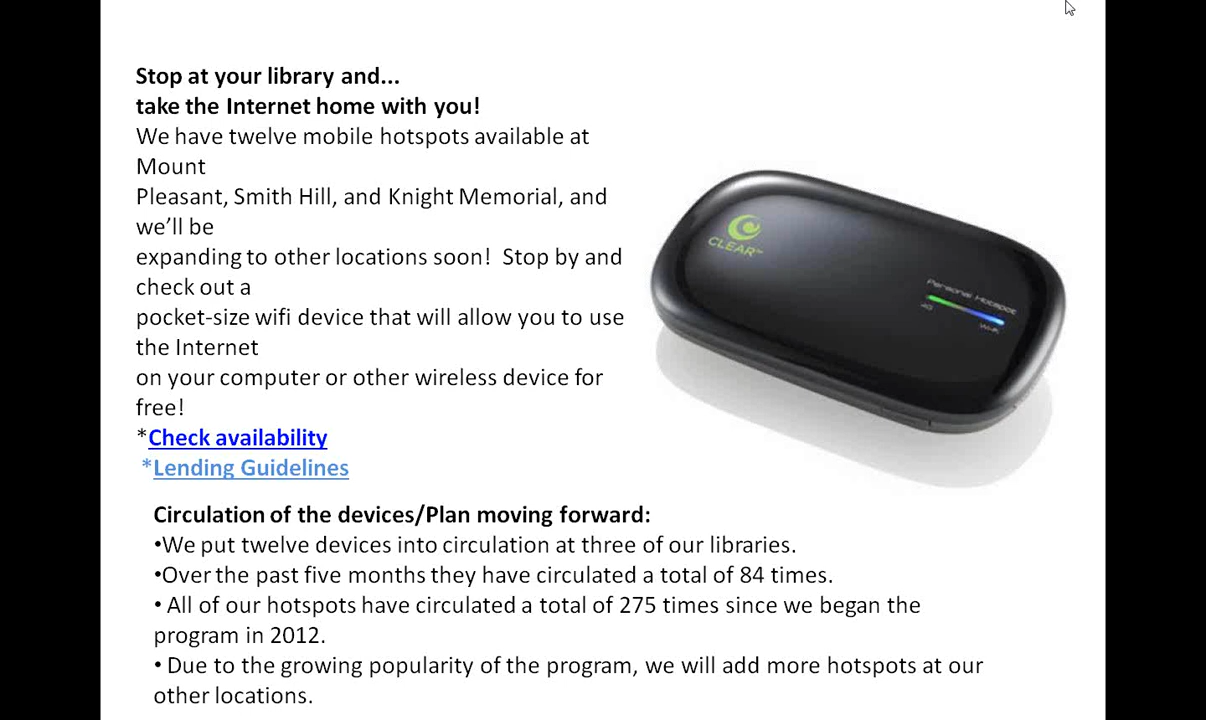 Stop at your library and...
take the Internet home with you!
We have twelve mobile hotspots available at
Mount
Pleasant, Smith Hill, and Knight Memorial, and
we’ll be
expanding to other locations soon!  Stop by and
check out a
pocket-size wifi device that will allow you to use
the Internet
on your computer or other wireless device for
free!
*Check availability
*Lending Guidelines
CLEAR™
Personal Hotspot
4G
Wi-Fi
Circulation of the devices/Plan moving forward:
•We put twelve devices into circulation at three of our libraries.
•Over the past five months they have circulated a total of 84 times.
• All of our hotspots have circulated a total of 275 times since we began the
program in 2012.
• Due to the growing popularity of the program, we will add more hotspots at our
other locations.